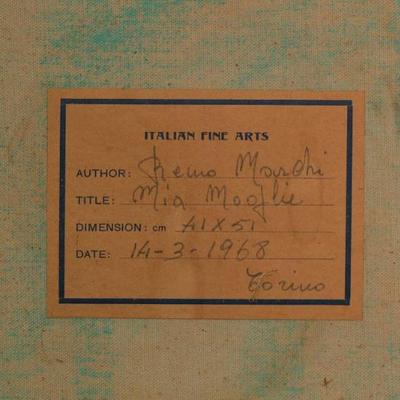 ITALIAN FINE ARTS
AUTHOR: Remo Marchi
TITLE: Mia Moglie
DIMENSION: cm 41x51
DATE: 14-3-1968
Torino